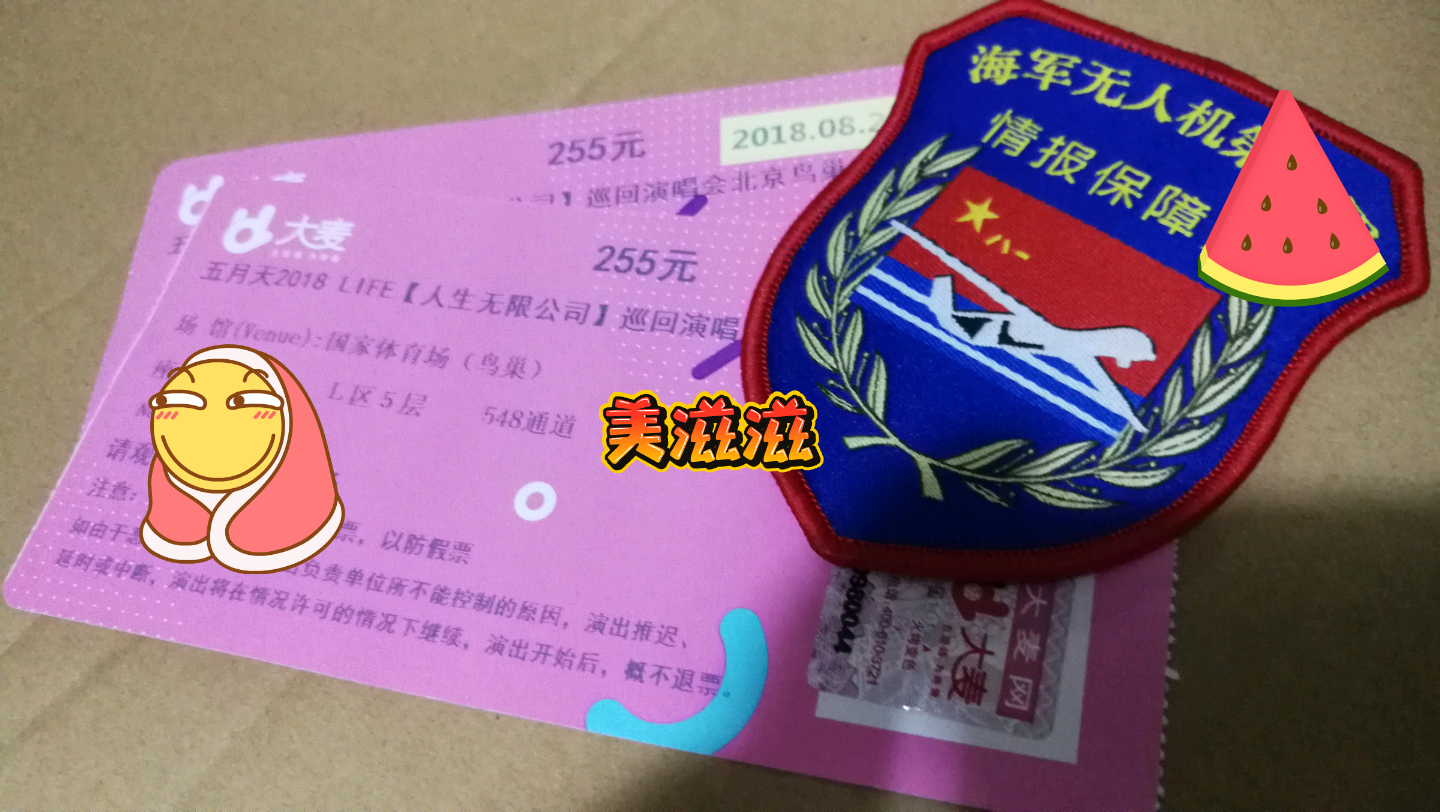 255元
2018.08.2
巡回演唱会北京鸟巢
大麦
255元
五月天2018 LIFE【人生无限公司】巡回演唱
场 馆(Venue):国家体育场（鸟巢）
L区5层 548通道
请观
注意:
票，以防假票
如由于
出负责单位所不能控制的原因，演出推迟、
延时或中断，演出将在情况许可的情况下继续，演出开始后，概不退票。
美滋滋
海军无人机
情报保障
八一
大麦网
大麦